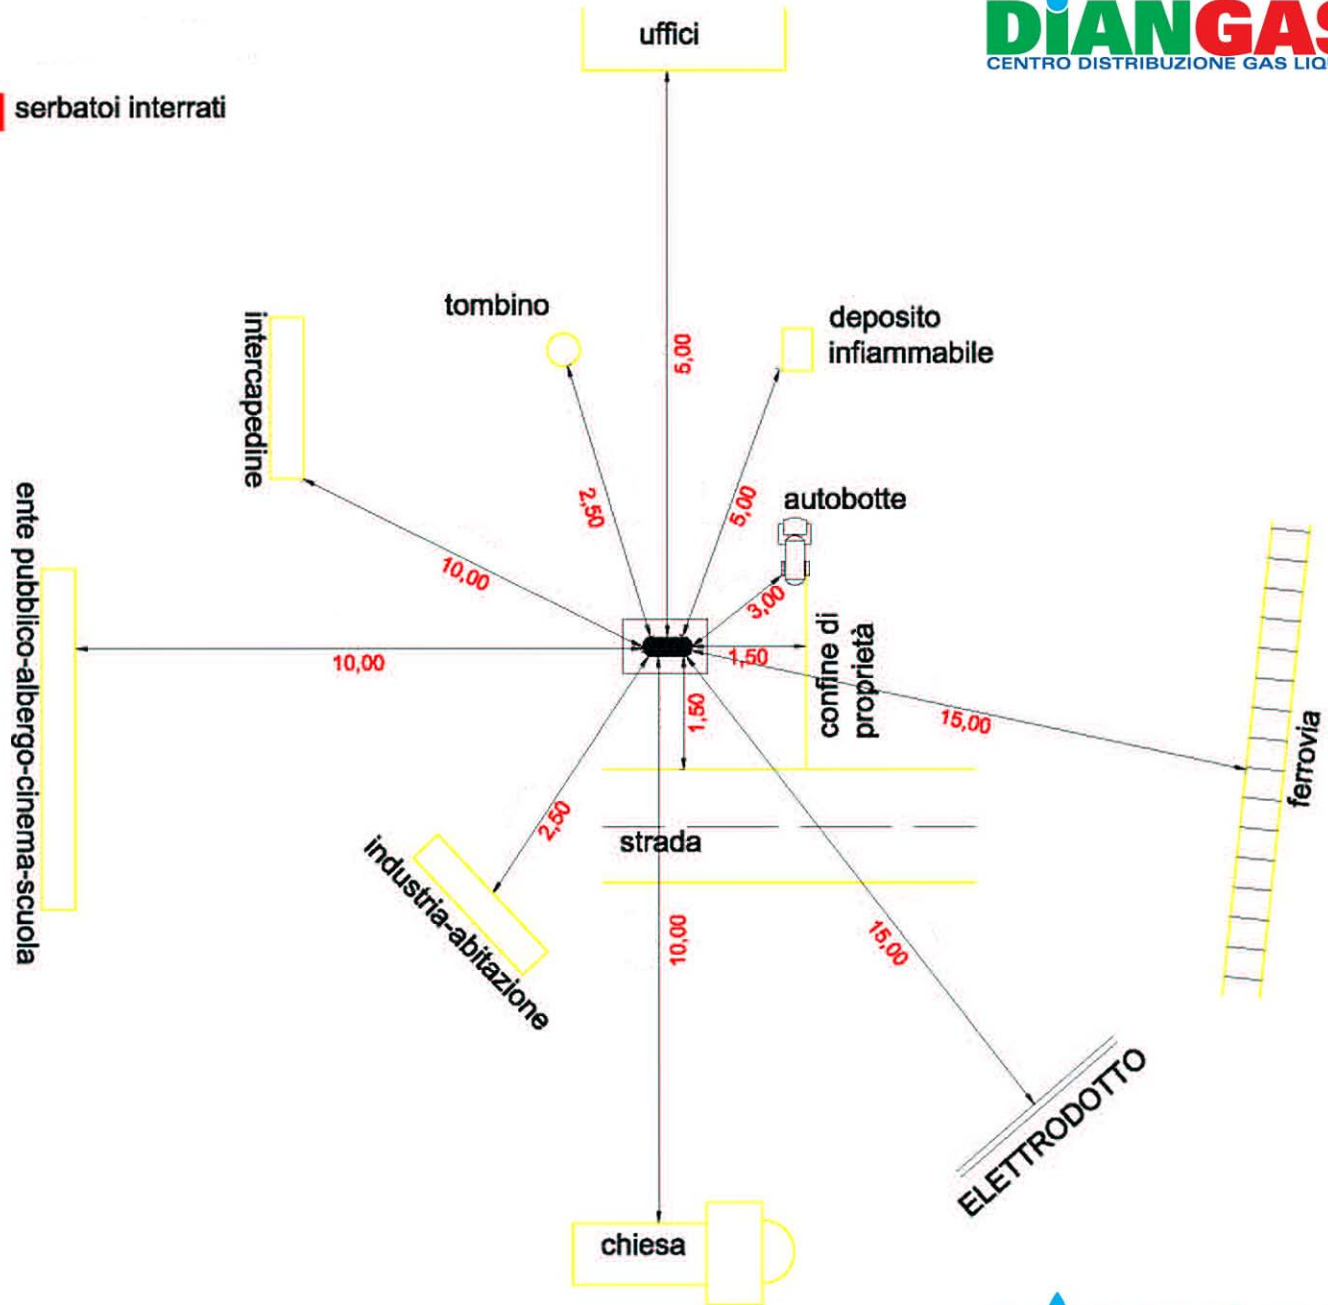 uffici
DiANGAS
CENTRO DISTRIBUZIONE GAS LIQ
serbatoi interrati
tombino
deposito
infiammabile
intercapedine
5,00
2,50
5,00
autobotte
ente pubblico-albergo-cinema-scuola
10,00
3,00
10,00
1,50
confine di
proprietà
1,50
15,00
ferrovia
2,50
strada
industria-abitazione
10,00
15,00
ELETTRODOTTO
chiesa